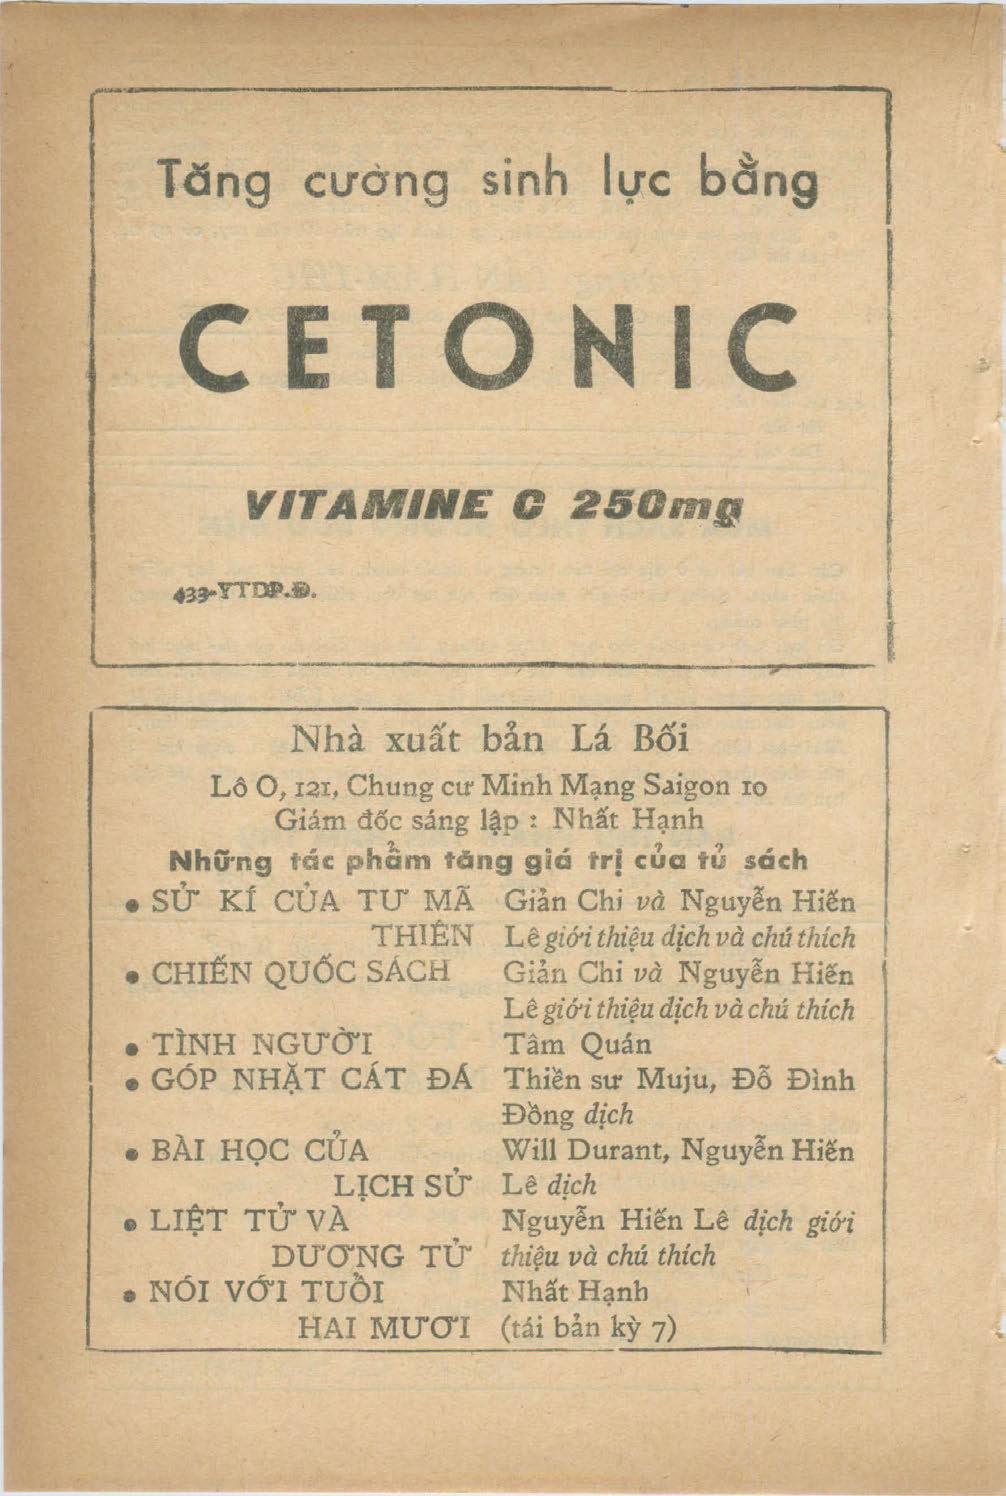 Tăng cường sinh lực bằng
CETONIC
VITAMINE C 250mg
433-YTDP.Đ.
Nhà xuất bản Lá Bối
Lô O, 121, Chung cư Minh Mạng Saigon 10
Giám đốc sáng lập : Nhất Hạnh
Những tác phẩm tăng giá trị của tủ sách
• SỬ KÍ CỦA TƯ MÃ Giản Chi và Nguyễn Hiến
THIÊN Lê giới thiệu dịch và chú thích
• CHIẾN QUỐC SÁCH Giản Chi và Nguyễn Hiến
Lê giới thiệu dịch và chú thích
• TÌNH NGƯỜI Tâm Quán
• GÓP NHẶT CÁT ĐÁ Thiền sư Muju, Đỗ Đình
Đồng dịch
• BÀI HỌC CỦA Will Durant, Nguyễn Hiến
LỊCH SỬ Lê dịch
• LIỆT TỬ VÀ Nguyễn Hiến Lê dịch giới
DƯƠNG TỬ thiệu và chú thích
• NÓI VỚI TUỔI Nhất Hạnh
HAI MƯƠI (tái bản kỳ 7)